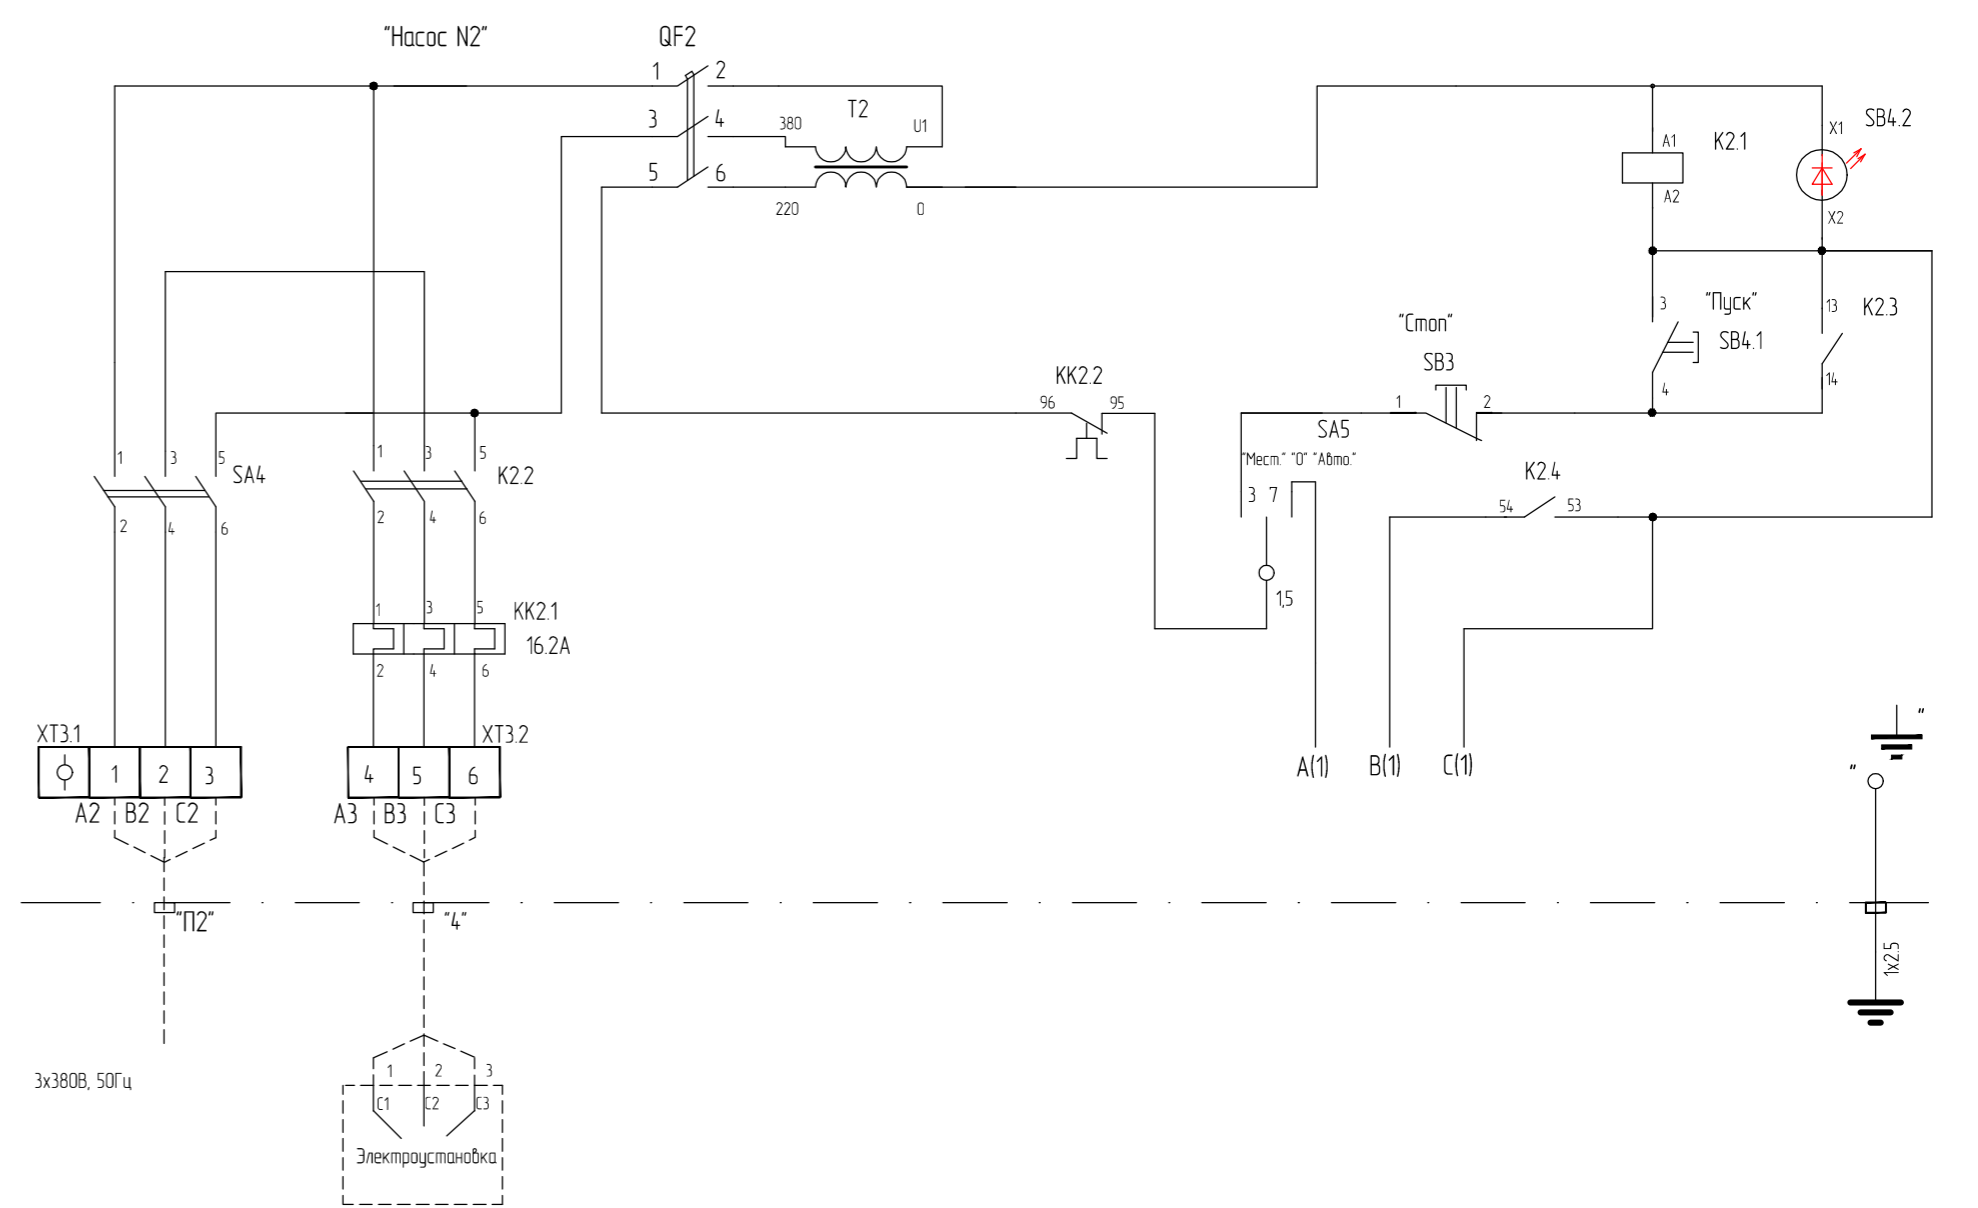 "Насос N2"
QF2
1
2
T2
3
4
380
U1
5
6
220
0
SB4.2
X1
A1
K2.1
A2
X2
"Пуск"
3
13
K2.3
"Стоп"
SB4.1
SB3
KK2.2
14
4
96
95
1
2
SA5
"Мест." "0" "Авто."
1
3
5
SA4
1
3
5
K2.2
K2.4
3
7
54
53
2
4
6
2
4
6
1,5
1
3
5
KK2.1
16.2A
2
4
6
XT3.1
XT3.2
1
2
3
4
5
6
A(1)
B(1)
C(1)
"
"
A2
B2
C2
A3
B3
C3
"П2"
"4"
1x2.5
3x380В, 50Гц
1
2
3
C1
C2
C3
Электроустановка